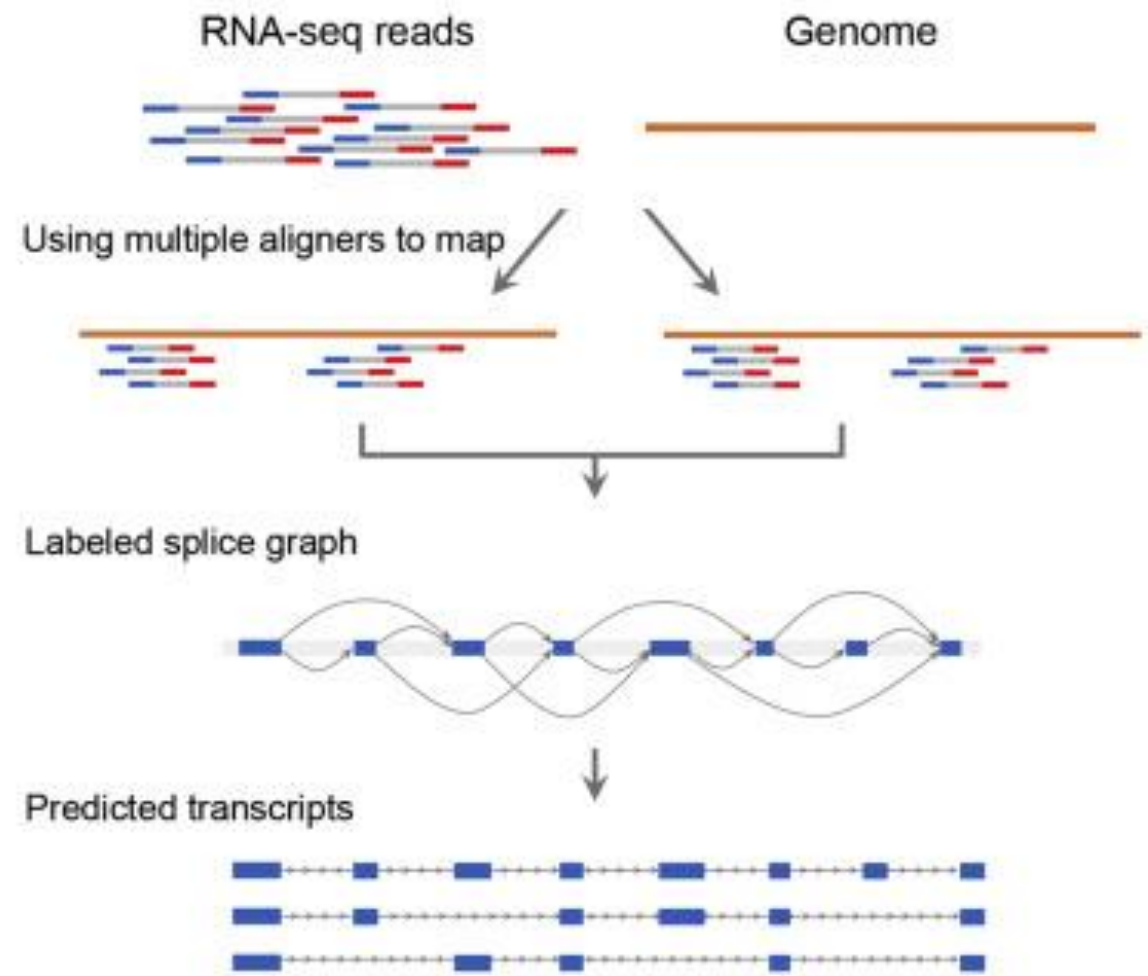 RNA-seq reads
Genome
Using multiple aligners to map
Labeled splice graph
Predicted transcripts